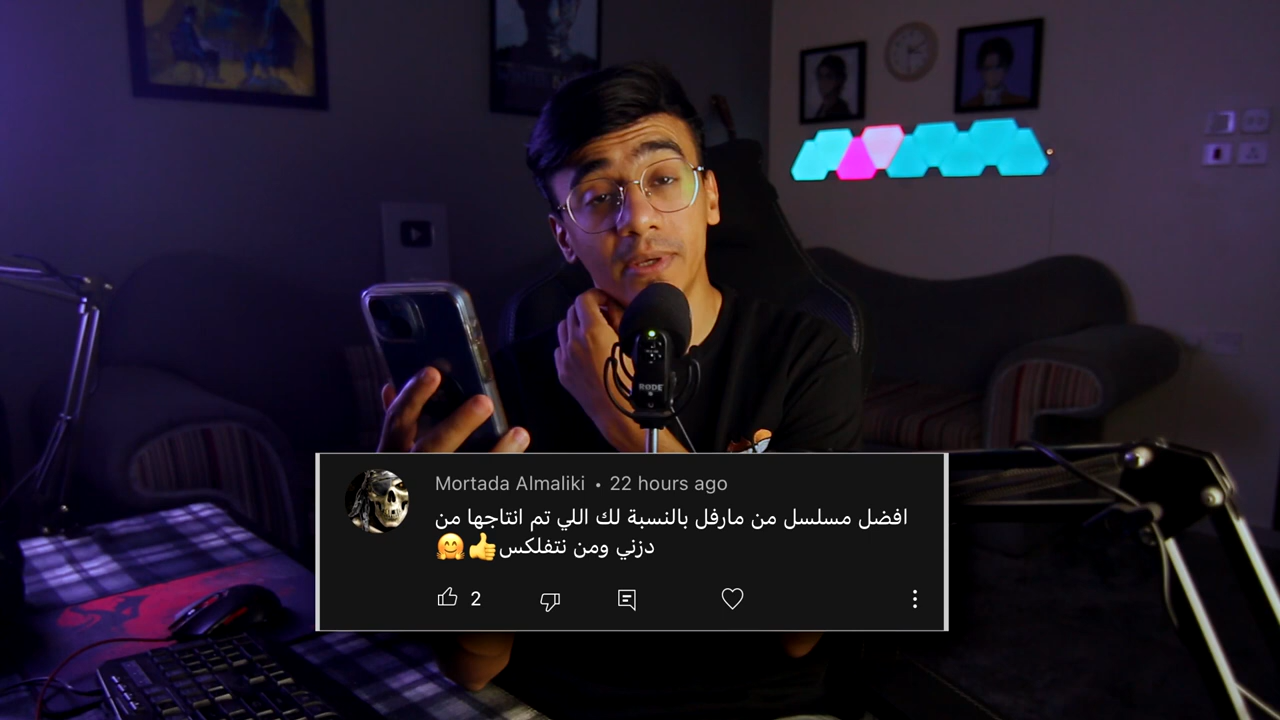 RØDE
Mortada Almaliki • 22 hours ago
افضل مسلسل من مارفل بالنسبة لك اللي تم انتاجها من
دزني ومن نتفلكس👍🤗
2